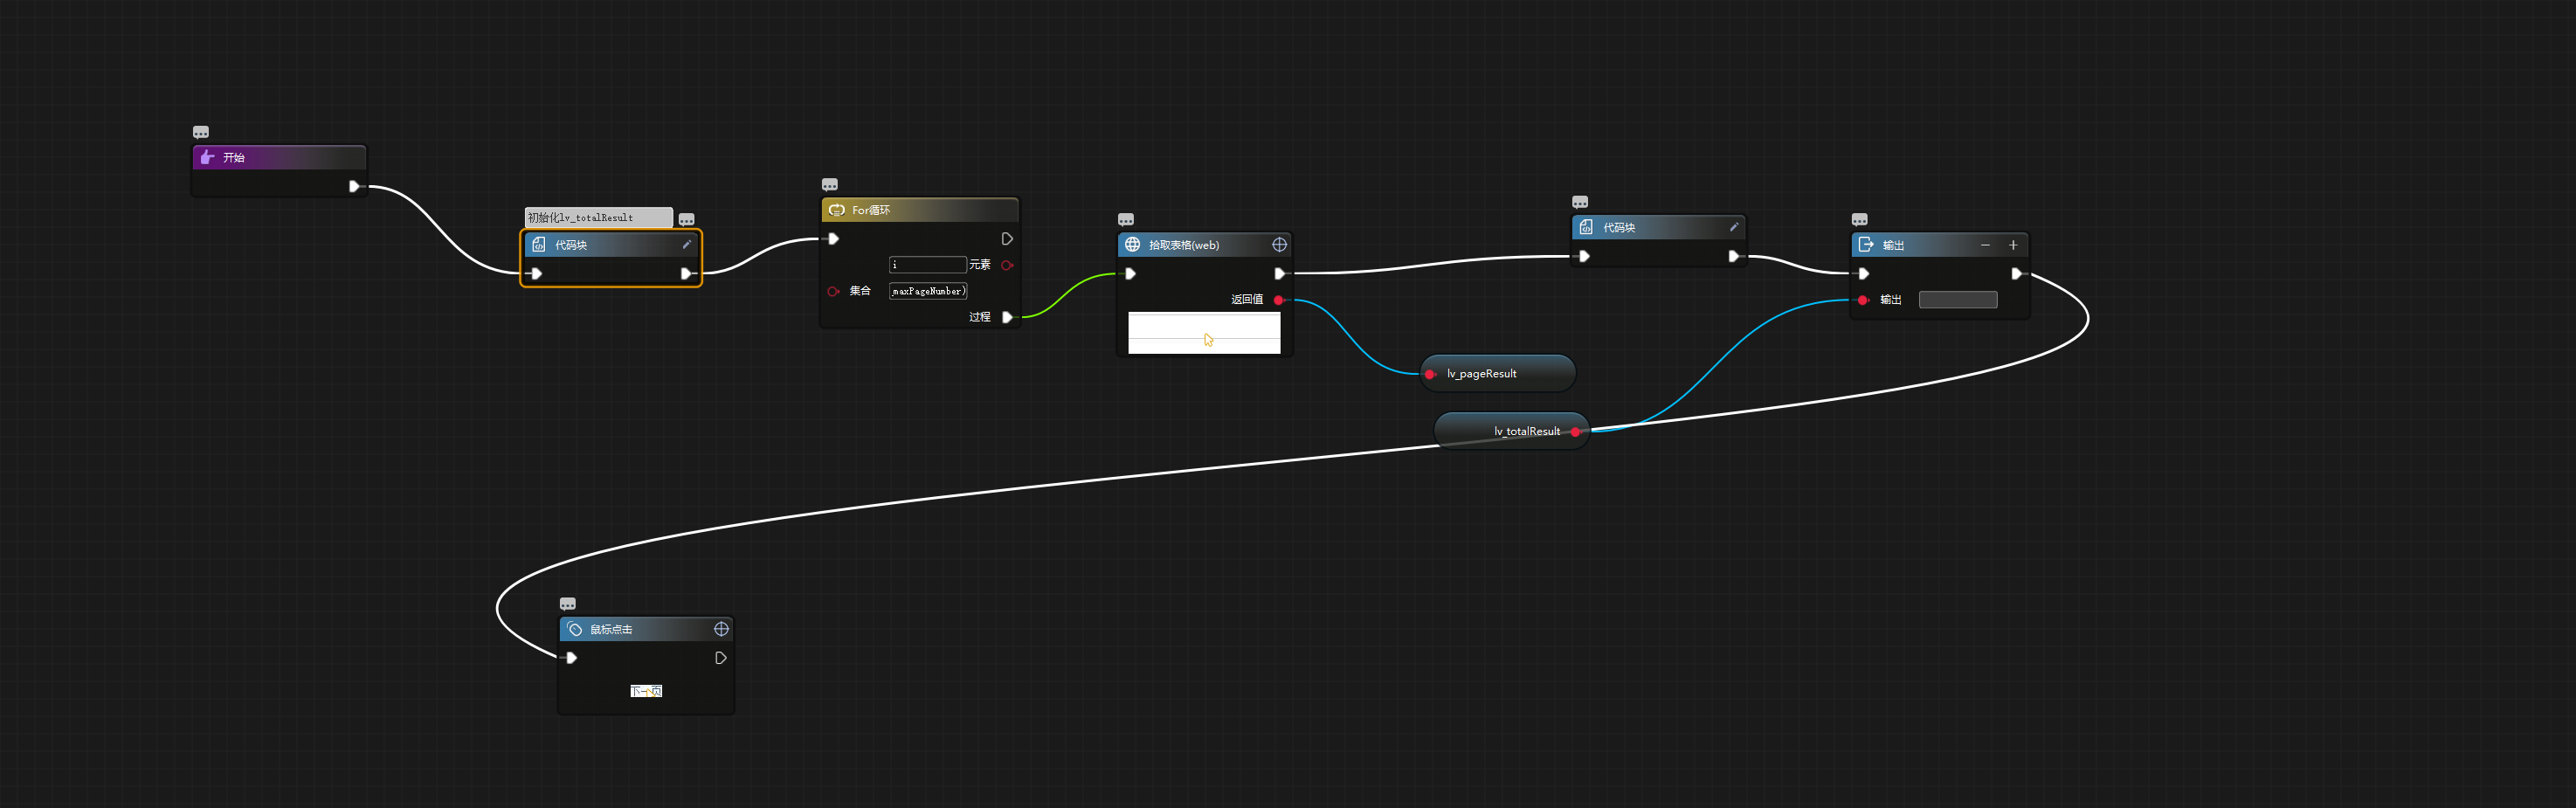 开始
初始化lv_totalResult
代码块
For循环
i
元素
集合
maxPageNumber)
过程
拾取表格(web)
返回值
lv_pageResult
lv_totalResult
代码块
输出
输出
鼠标点击
下一页